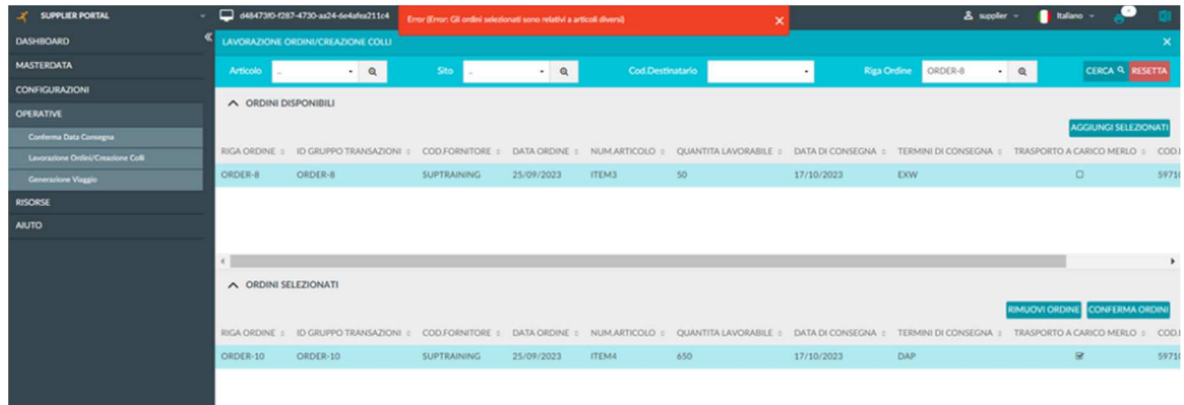 SUPPLIER PORTAL
d48473f0-f287-4730-aa24-6e4afea211c4
Error (Error: Gli ordini selezionati sono relativi a articoli diversi)
supplier
Italiano
DASHBOARD
MASTERDATA
CONFIGURAZIONI
OPERATIVE
Conferma Data Consegna
Lavorazione Ordini/Creazione Colli
Generazione Viaggio
RISORSE
AIUTO
LAVORAZIONE ORDINI/CREAZIONE COLLI
Articolo .. Sito .. Cod.Destinatario Riga Ordine ORDER-8 CERCA RESETTA
ORDINI DISPONIBILI
AGGIUNGI SELEZIONATI
RIGA ORDINE ID GRUPPO TRANSAZIONI COD.FORNITORE DATA ORDINE NUM.ARTICOLO QUANTITA LAVORABILE DATA DI CONSEGNA TERMINI DI CONSEGNA TRASPORTO A CARICO MERLO
ORDER-8 ORDER-8 SUPTRAINING 25/09/2023 ITEM3 50 17/10/2023 EXW 5971
ORDINI SELEZIONATI
RIMUOVI ORDINE CONFERMA ORDINI
RIGA ORDINE ID GRUPPO TRANSAZIONI COD.FORNITORE DATA ORDINE NUM.ARTICOLO QUANTITA LAVORABILE DATA DI CONSEGNA TERMINI DI CONSEGNA TRASPORTO A CARICO MERLO
ORDER-10 ORDER-10 SUPTRAINING 25/09/2023 ITEM4 650 17/10/2023 DAP 5971